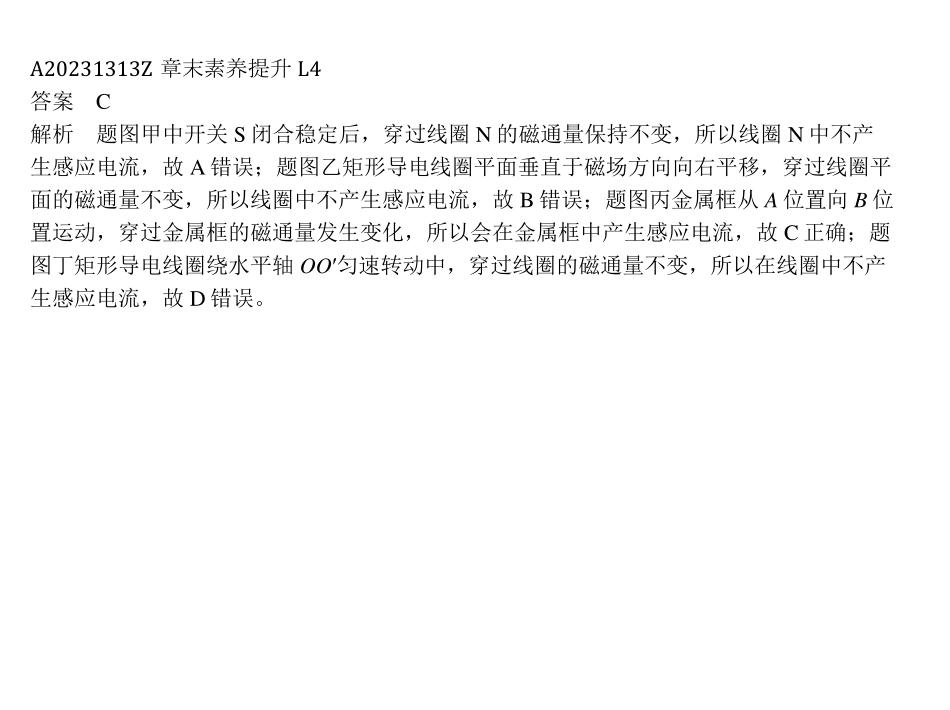 A20231313Z 章末素养提升 L4
答案　C
解析　题图甲中开关 S 闭合稳定后，穿过线圈 N 的磁通量保持不变，所以线圈 N 中不产
生感应电流，故 A 错误；题图乙矩形导电线圈平面垂直于磁场方向向右平移，穿过线圈平
面的磁通量不变，所以线圈中不产生感应电流，故 B 错误；题图丙金属框从 A 位置向 B 位
置运动，穿过金属框的磁通量发生变化，所以会在金属框中产生感应电流，故 C 正确；题
图丁矩形导电线圈绕水平轴 OO′匀速转动中，穿过线圈的磁通量不变，所以在线圈中不产
生感应电流，故 D 错误。